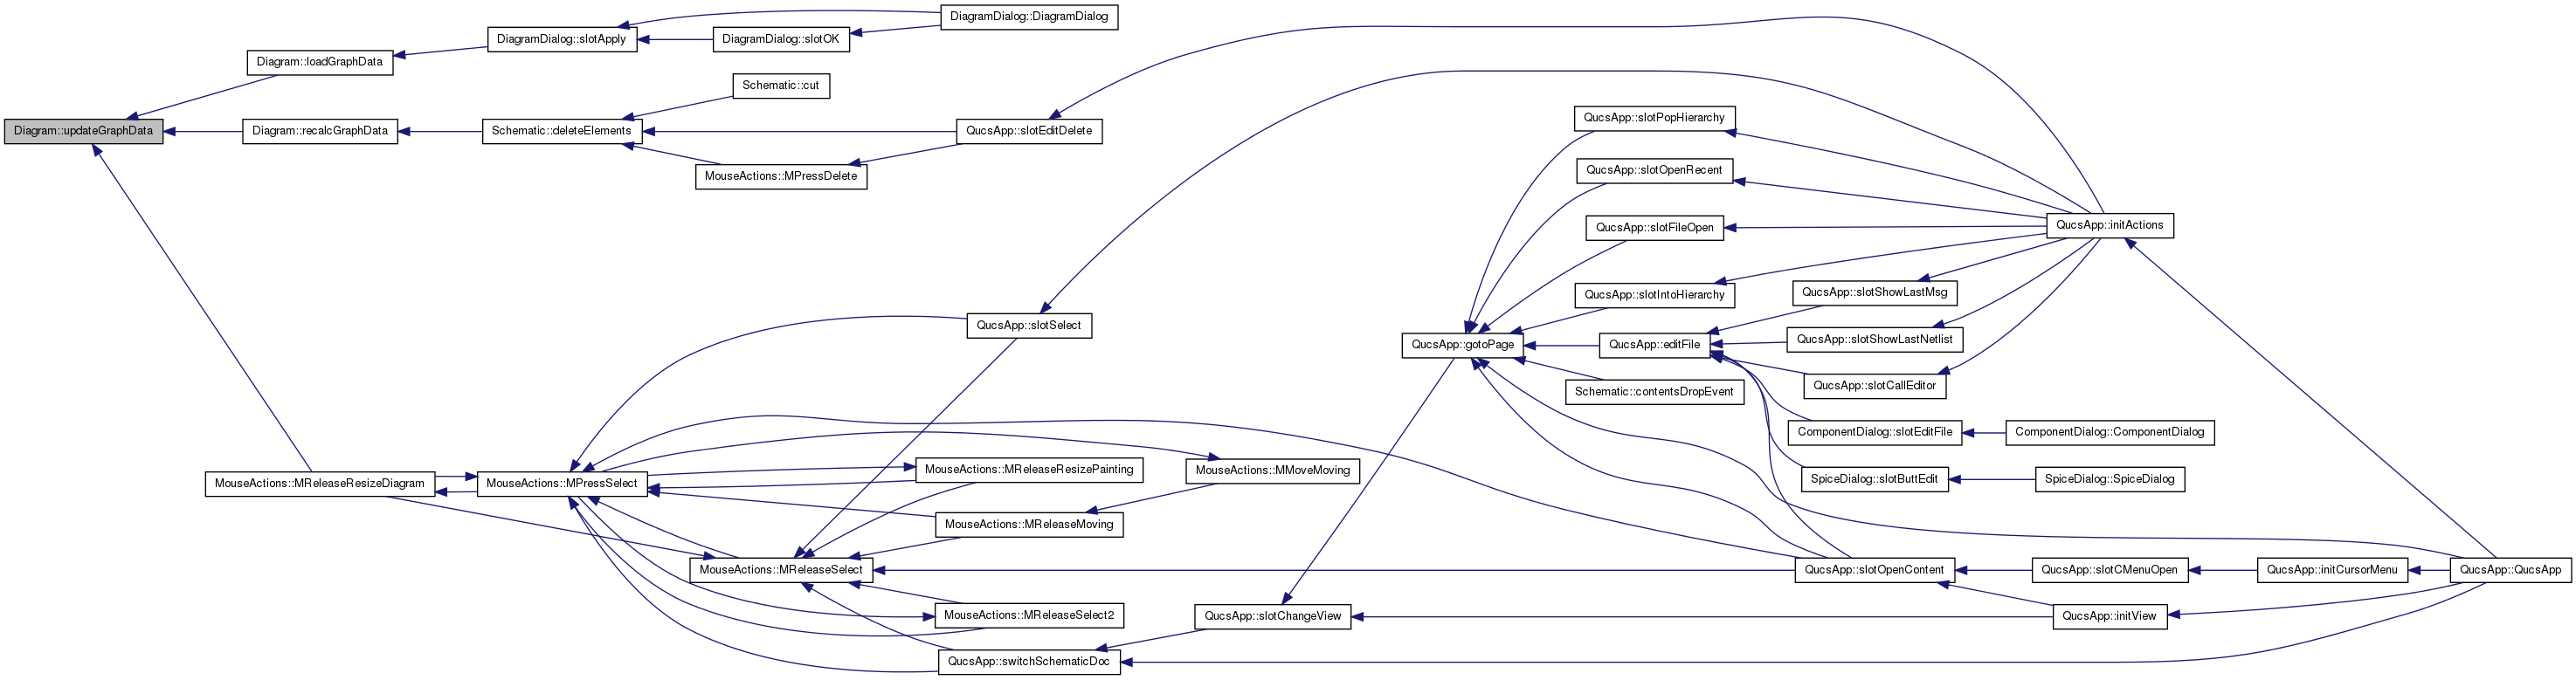 DiagramDialog::DiagramDialog
DiagramDialog::slotApply
DiagramDialog::slotOK
Diagram::loadGraphData
Schematic::cut
Diagram::updateGraphData
Diagram::recalcGraphData
Schematic::deleteElements
QucsApp::slotEditDelete
MouseActions::MPressDelete
QucsApp::slotPopHierarchy
QucsApp::slotOpenRecent
QucsApp::slotFileOpen
QucsApp::initActions
QucsApp::slotIntoHierarchy
QucsApp::slotShowLastMsg
QucsApp::slotSelect
QucsApp::slotShowLastNetlist
QucsApp::gotoPage
QucsApp::editFile
QucsApp::slotCallEditor
Schematic::contentsDropEvent
ComponentDialog::slotEditFile
ComponentDialog::ComponentDialog
MouseActions::MReleaseResizePainting
MouseActions::MMoveMoving
MouseActions::MReleaseResizeDiagram
MouseActions::MPressSelect
SpiceDialog::slotButtEdit
SpiceDialog::SpiceDialog
MouseActions::MReleaseMoving
MouseActions::MReleaseSelect
QucsApp::slotOpenContent
QucsApp::slotCMenuOpen
QucsApp::initCursorMenu
QucsApp::QucsApp
MouseActions::MReleaseSelect2
QucsApp::slotChangeView
QucsApp::initView
QucsApp::switchSchematicDoc